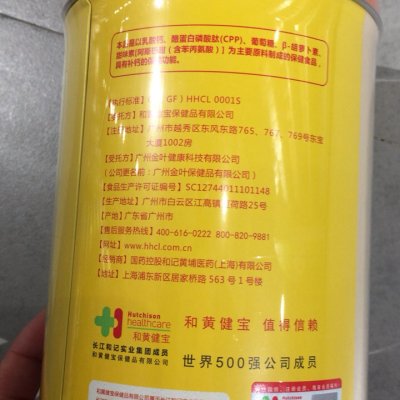 本品是以乳酸钙、酪蛋白磷酸肽(CPP)、葡萄糖、β-胡萝卜素、
甜味素[阿斯巴甜(含苯丙氨酸)]为主要原料制成的保健食品,
具有补钙的保健功能。
【执行标准】 GF) HHCL 0001S
【委托方】 和黄健宝保健品有限公司
【注册地址】广州市越秀区东风东路765、767、769号东宝
大厦1002房
【受托方】广州金叶健康科技有限公司
(公司更名前:广州金叶保健品有限公司)
【食品生产许可证编号】SC12744011101148
【生产地址】广州市白云区江高镇 荷路25号
【产地】广东省广州市
【售后服务热线】400-616-0222 800-820-9881
【网址】www.hhcl.com.cn
【经销商】国药控股和记黄埔医药(上海)有限公司
【地址】上海浦东新区居家桥路 563 号 1 号楼
Hutchison
healthcare
和黄健宝
长江和记实业集团成员
和黄健宝保健品有限公司
和黄健宝 值得信赖
世界500强公司成员